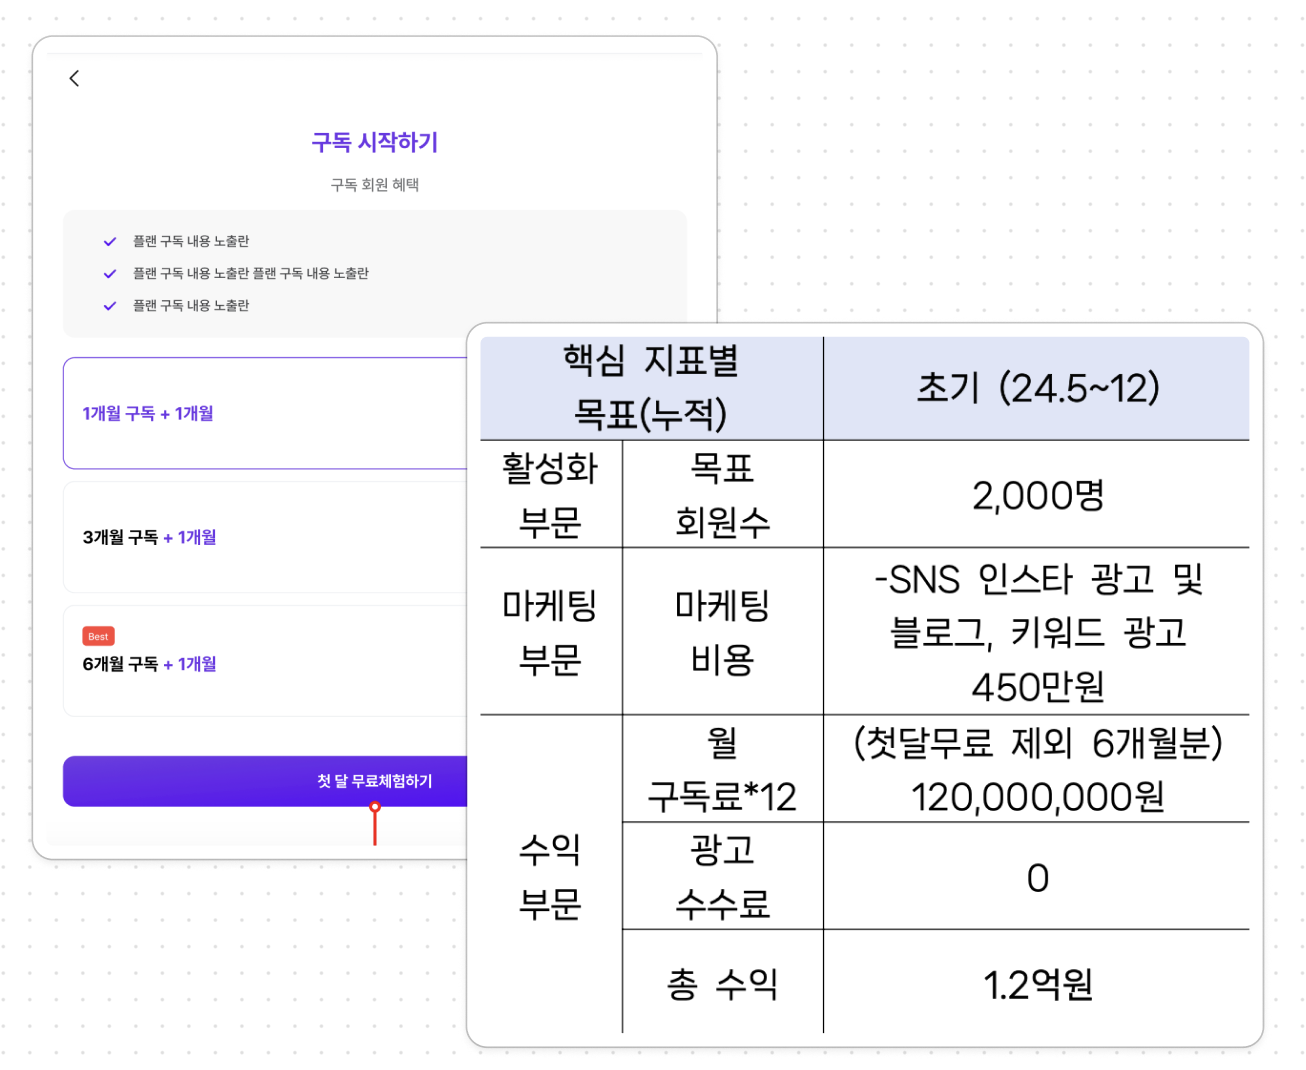 구독 시작하기
구독 회원 혜택
플랜 구독 내용 노출란
플랜 구독 내용 노출란 플랜 구독 내용 노출란
플랜 구독 내용 노출란
1개월 구독 + 1개월
3개월 구독 + 1개월
Best
6개월 구독 + 1개월
첫 달 무료체험하기
핵심 지표별
목표(누적)
초기 (24.5~12)
활성화
부문
목표
회원수
2,000명
마케팅
부문
마케팅
비용
-SNS 인스타 광고 및
블로그, 키워드 광고
450만원
수익
부문
월
구독료*12
(첫달무료 제외 6개월분)
120,000,000원
광고
수수료
0
총 수익
1.2억원